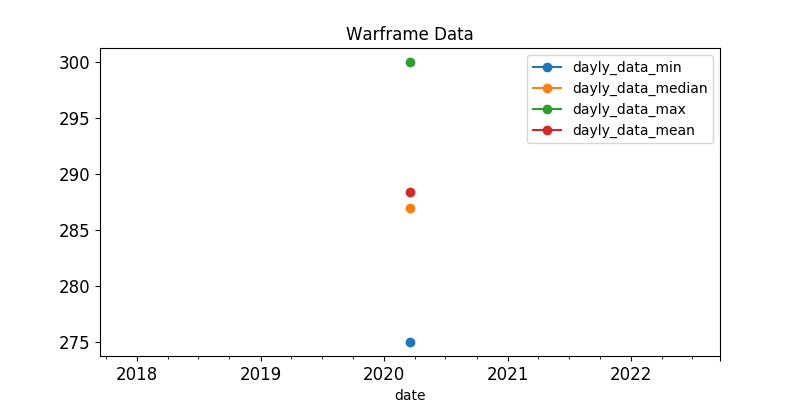 Warframe Data
300
295
290
285
280
275
dayly_data_min
dayly_data_median
dayly_data_max
dayly_data_mean
2018 2019 2020 2021 2022
date